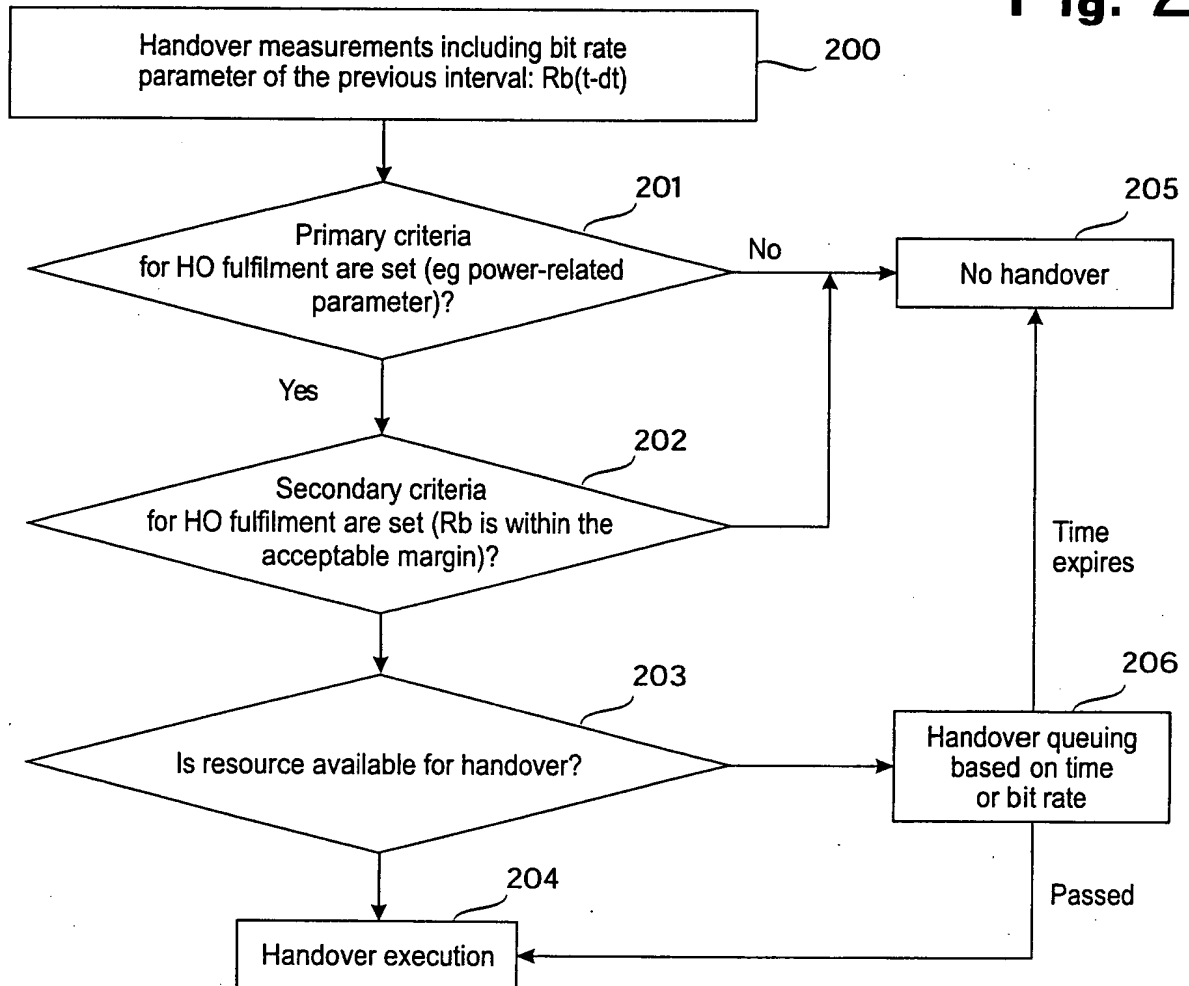 Fig. 2
Handover measurements including bit rate
parameter of the previous interval: Rb(t-dt)
200
201
Primary criteria
for HO fulfilment are set (eg power-related
parameter)?
No
205
No handover
Yes
202
Secondary criteria
for HO fulfilment are set (Rb is within the
acceptable margin)?
Time
expires
203
Is resource available for handover?
206
Handover queuing
based on time
or bit rate
204
Handover execution
Passed